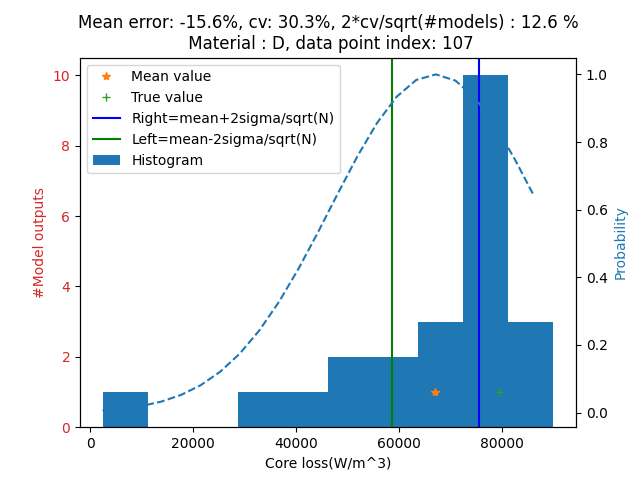 Mean error: -15.6%, cv: 30.3%, 2*cv/sqrt(#models) : 12.6 %
Material : D, data point index: 107
Mean value
True value
Right=mean+2sigma/sqrt(N)
Left=mean-2sigma/sqrt(N)
Histogram
#Model outputs
10
8
6
4
2
0
Probability
1.0
0.8
0.6
0.4
0.2
0.0
0
20000
40000
60000
80000
Core loss(W/m^3)